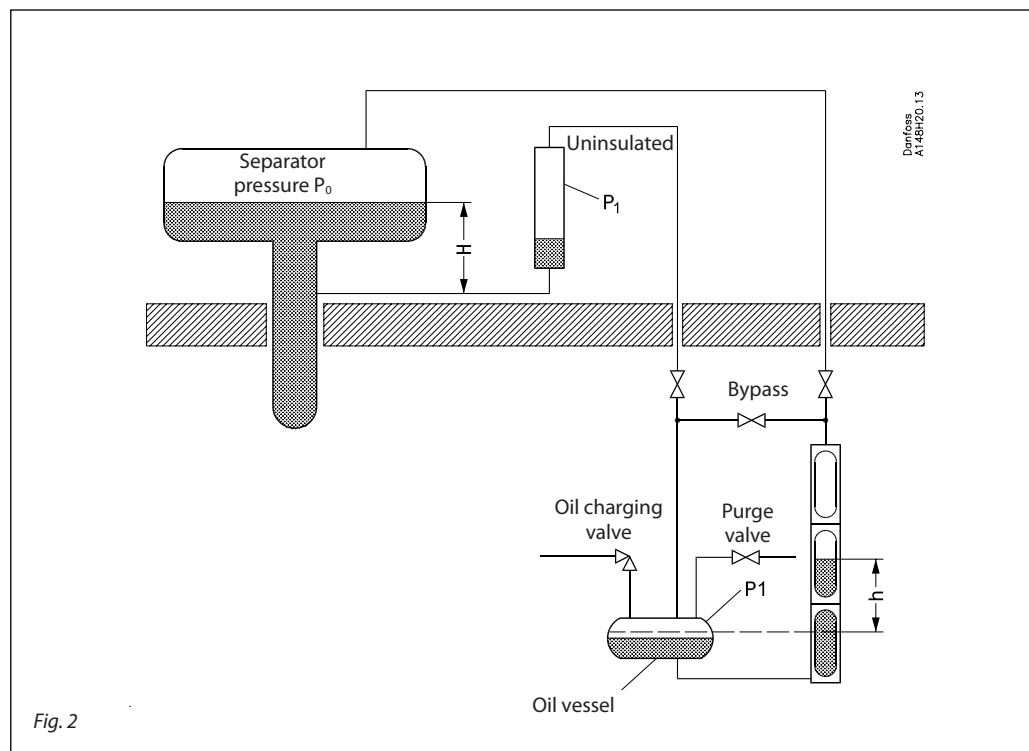 Danfoss
A148H20.13
Uninsulated
Separator
pressure P₀
P₁
H
Bypass
Oil charging
valve
Purge
valve
P1
h
Oil vessel
Fig. 2